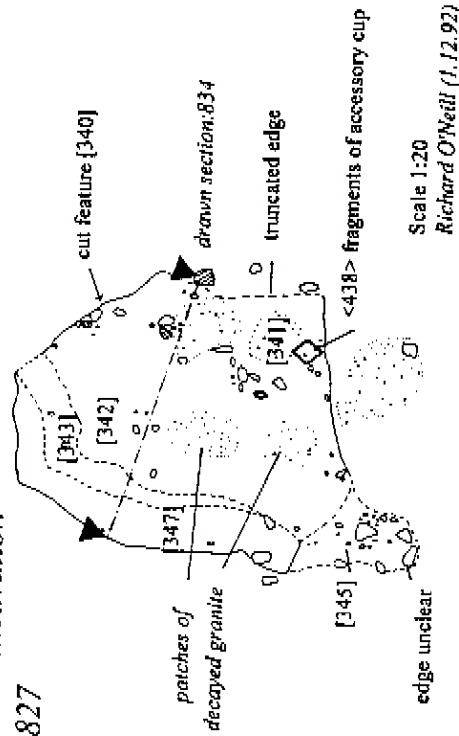 827
cut feature [340]
drawn section:834
truncated edge
<438> fragments of accessory cup
Scale 1:20
Richard O'Neill (1.12.92)
[343]
[342]
[341]
[347]
patches of
decayed granite
[345]
edge unclear